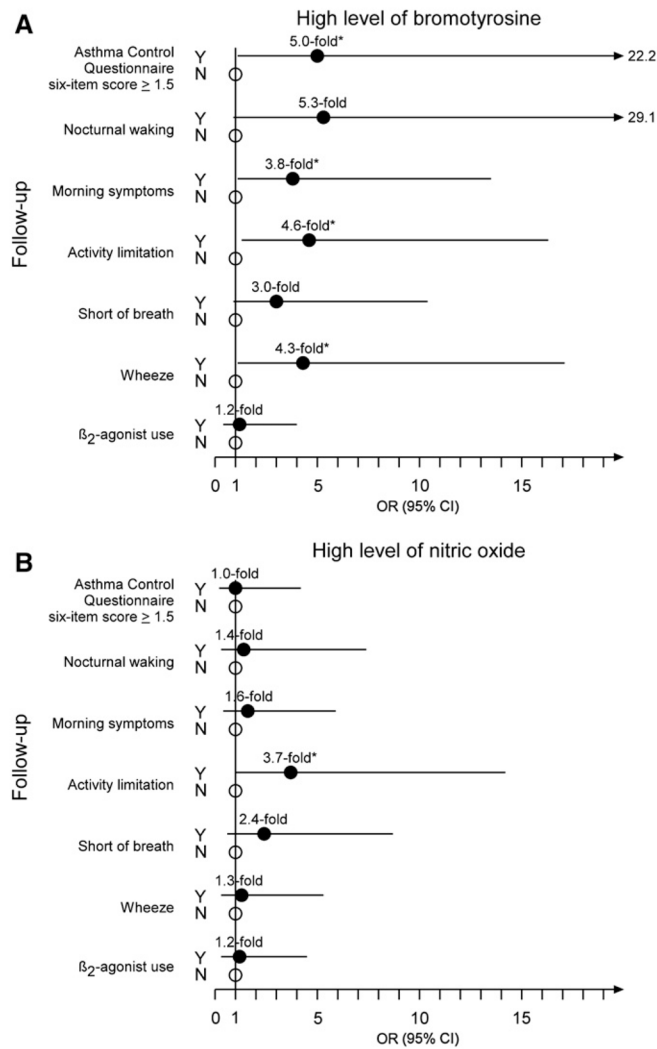 A
High level of bromotyrosine
Asthma Control
Questionnaire
six-item score ≥ 1.5
Y
N
5.0-fold*
22.2
Nocturnal waking
Y
N
5.3-fold
29.1
Morning symptoms
Y
N
3.8-fold*
Follow-up
Activity limitation
Y
N
4.6-fold*
Short of breath
Y
N
3.0-fold
Wheeze
Y
N
4.3-fold*
ß2-agonist use
Y
N
1.2-fold
0 1 5 10 15
OR (95% CI)
B
High level of nitric oxide
Asthma Control
Questionnaire
six-item score ≥ 1.5
Y
N
1.0-fold
Nocturnal waking
Y
N
1.4-fold
Morning symptoms
Y
N
1.6-fold
Follow-up
Activity limitation
Y
N
3.7-fold*
Short of breath
Y
N
2.4-fold
Wheeze
Y
N
1.3-fold
ß2-agonist use
Y
N
1.2-fold
0 1 5 10 15
OR (95% CI)